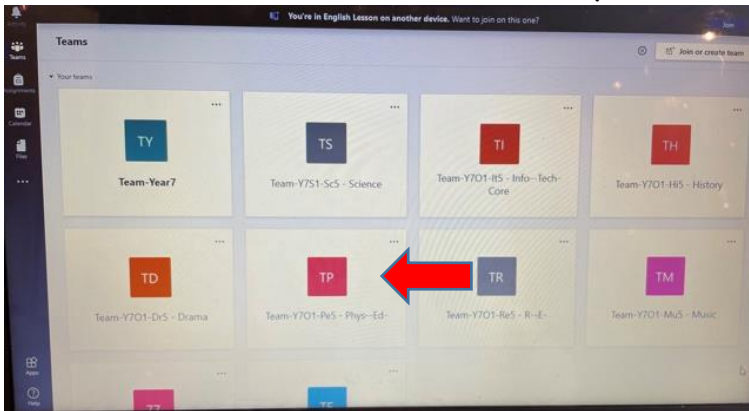 You're in English Lesson on another device. Want to join on this one?
Join
Teams
Join or create team
Teams
Your teams
Assignments
Calendar
Files
TY
Team-Year7
TS
Team-Y7S1-Sc5 - Science
TI
Team-Y7O1-It5 - Info--Tech-
Core
TH
Team-Y7O1-Hi5 - History
TD
Team-Y7O1-Dr5 - Drama
TP
Team-Y7O1-Pe5 - Phys--Ed-
TR
Team-Y7O1-Re5 - R--E-
TM
Team-Y7O1-Mu5 - Music
Apps
Help